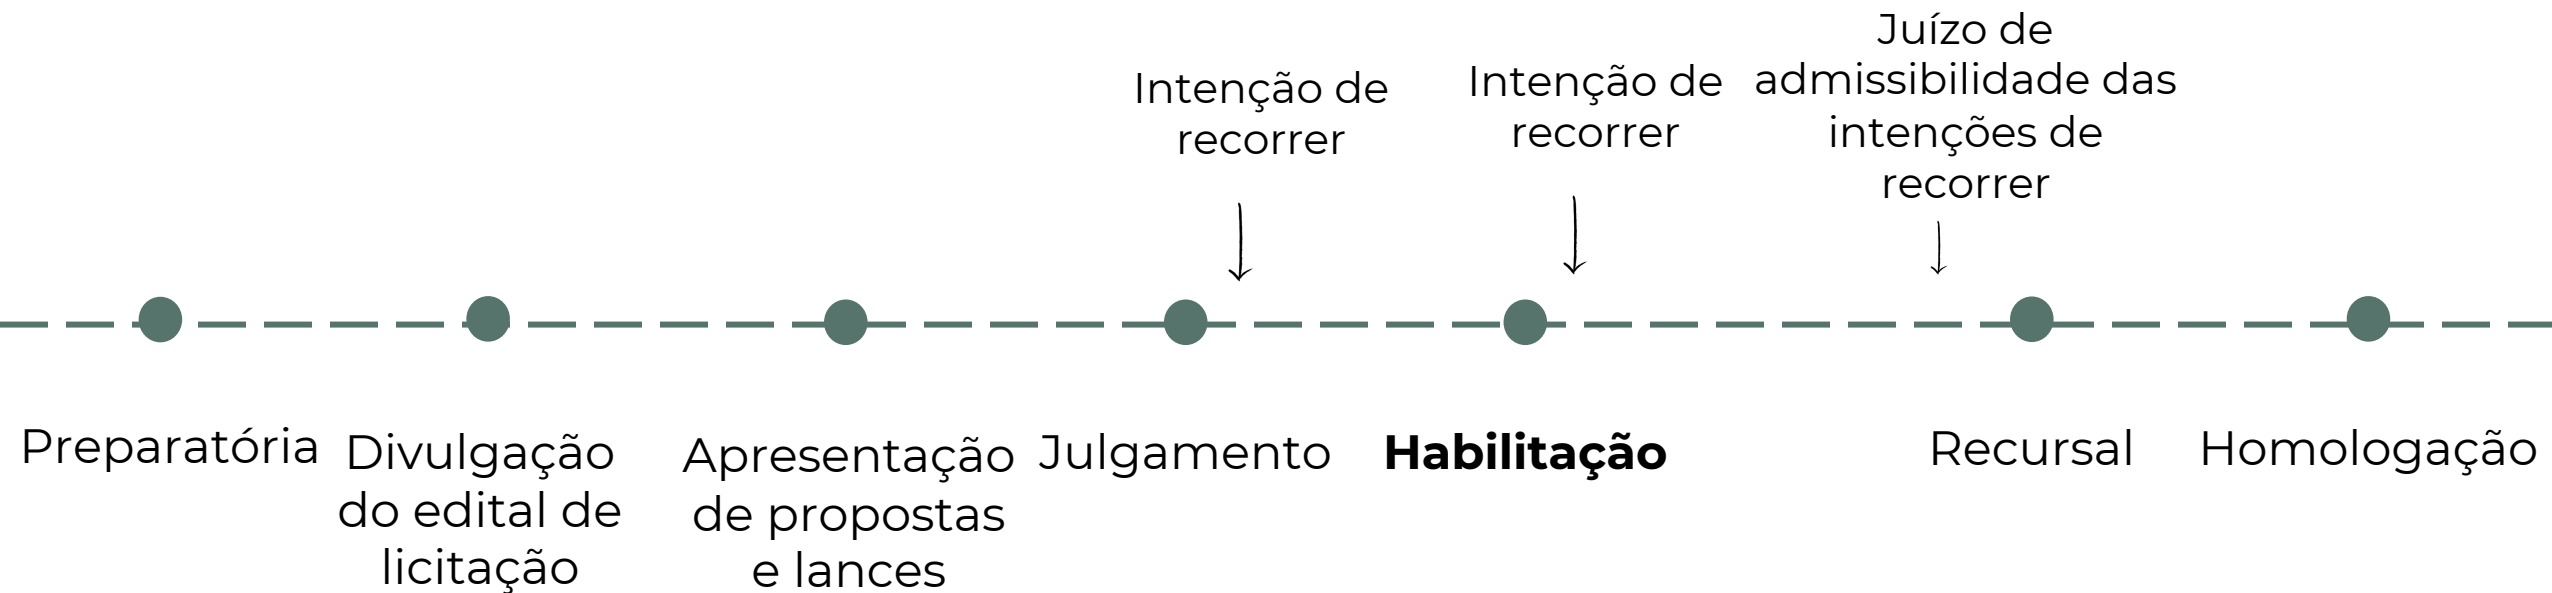 Intenção de
recorrer
Intenção de
recorrer
Juízo de
admissibilidade das
intenções de
recorrer
Preparatória
Divulgação
do edital de
licitação
Apresentação
de propostas
e lances
Julgamento
Habilitação
Recursal
Homologação